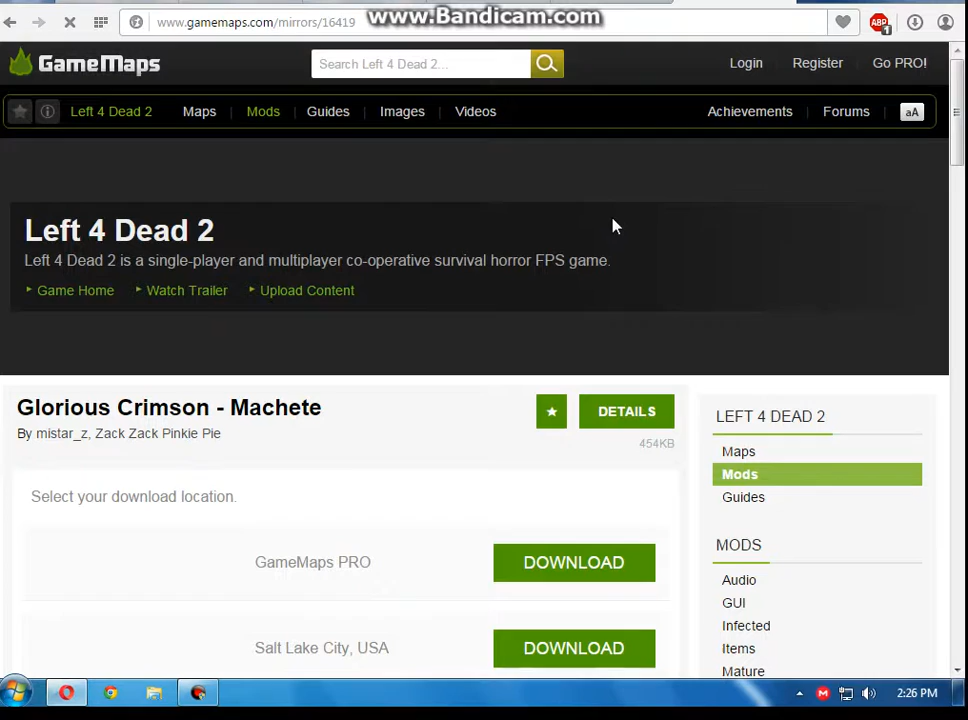 www.Bandicam.com
www.gamemaps.com/mirrors/16419
ABP
1
GameMaps
Search Left 4 Dead 2...
Login Register Go PRO!
Left 4 Dead 2 Maps Mods Guides Images Videos Achievements Forums aA
Left 4 Dead 2
Left 4 Dead 2 is a single-player and multiplayer co-operative survival horror FPS game.
Game Home Watch Trailer Upload Content
Glorious Crimson - Machete
DETAILS
By mistar_z, Zack Zack Pinkie Pie
454KB
Select your download location.
GameMaps PRO DOWNLOAD
Salt Lake City, USA DOWNLOAD
LEFT 4 DEAD 2
Maps
Mods
Guides
MODS
Audio
GUI
Infected
Items
Mature
2:26 PM